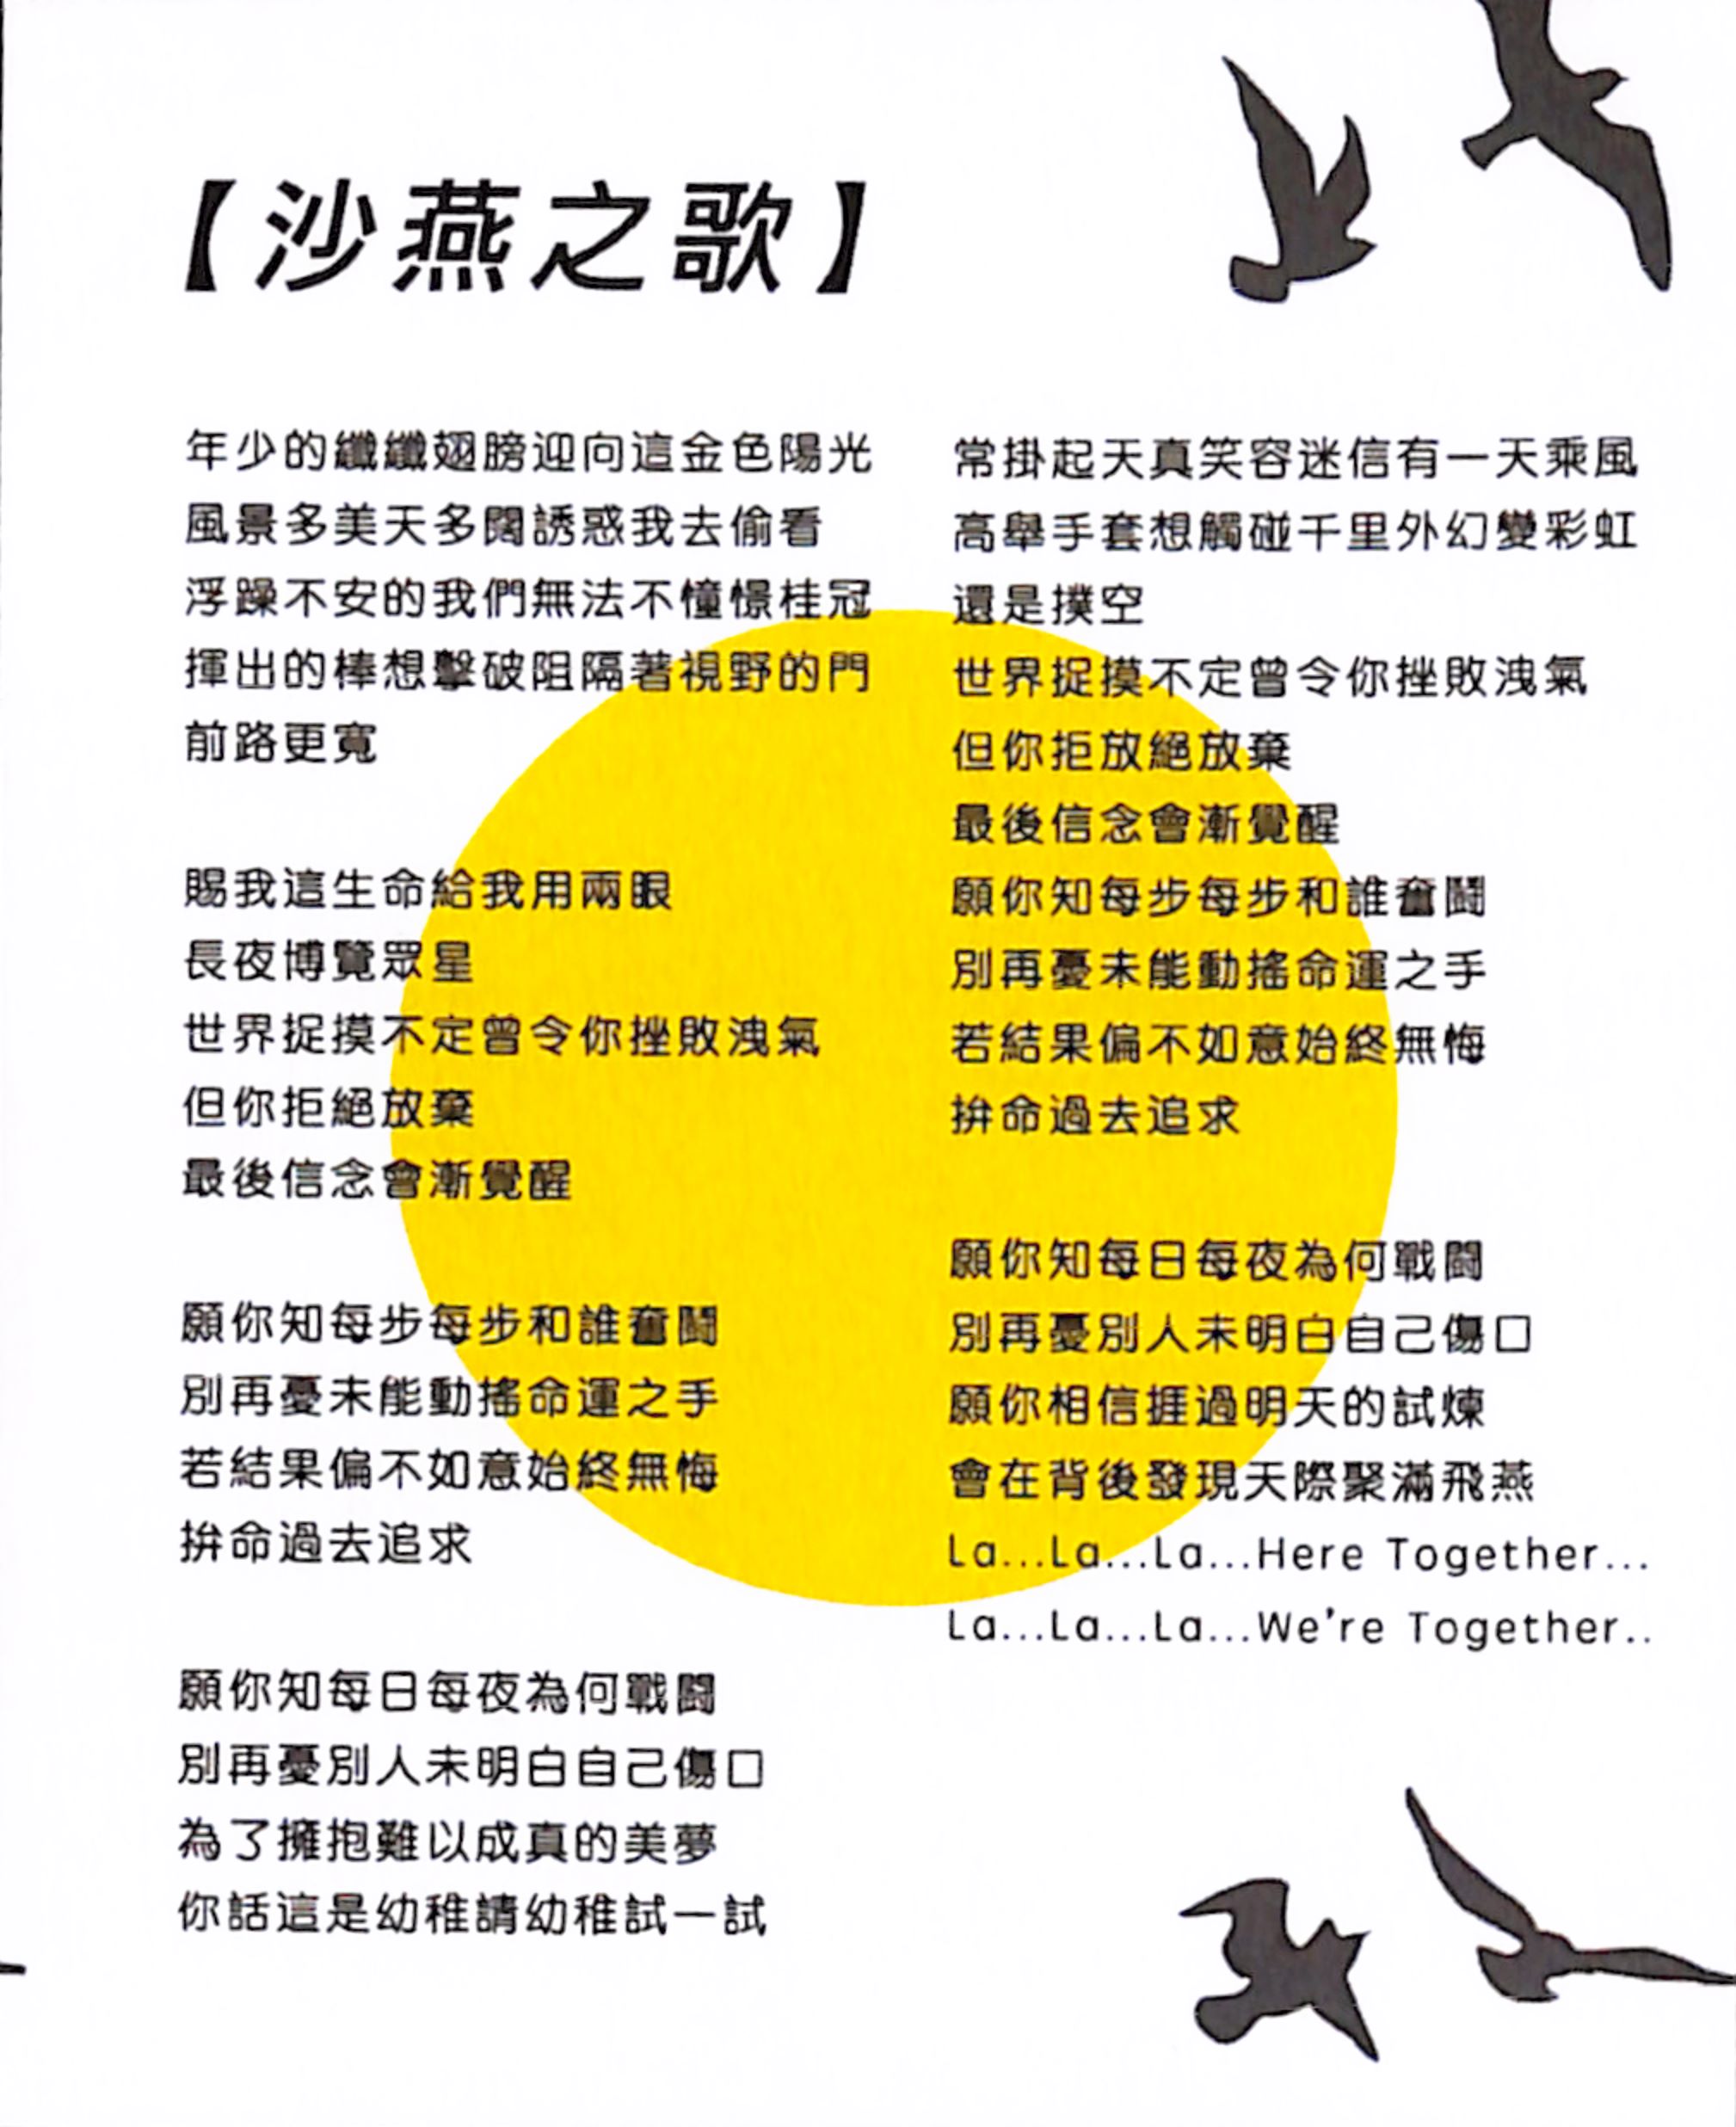 【沙燕之歌】
年少的纖纖翅膀迎向這金色陽光
風景多美天多闊誘惑我去偷看
浮躁不安的我們無法不憧憬桂冠
揮出的棒想擊破阻隔著視野的門
前路更寬
賜我這生命給我用兩眼
長夜博覽眾星
世界捉摸不定曾令你挫敗洩氣
但你拒絕放棄
最後信念會漸覺醒
願你知每步每步和誰奮鬪
別再憂未能動搖命運之手
若結果偏不如意始終無悔
拚命過去追求
願你知每日每夜為何戰鬪
別再憂別人未明白自己傷口
為了擁抱難以成真的美夢
你話這是幼稚請幼稚試一試
常掛起天真笑容迷信有一天乘風
高舉手套想觸碰千里外幻變彩虹
還是撲空
世界捉摸不定曾令你挫敗洩氣
但你拒放絕放棄
最後信念會漸覺醒
願你知每步每步和誰奮鬪
別再憂未能動搖命運之手
若結果偏不如意始終無悔
拚命過去追求
願你知每日每夜為何戰鬪
別再憂別人未明白自己傷口
願你相信捱過明天的試煉
會在背後發現天際聚滿飛燕
La...La...La...Here Together...
La...La...La...We're Together..